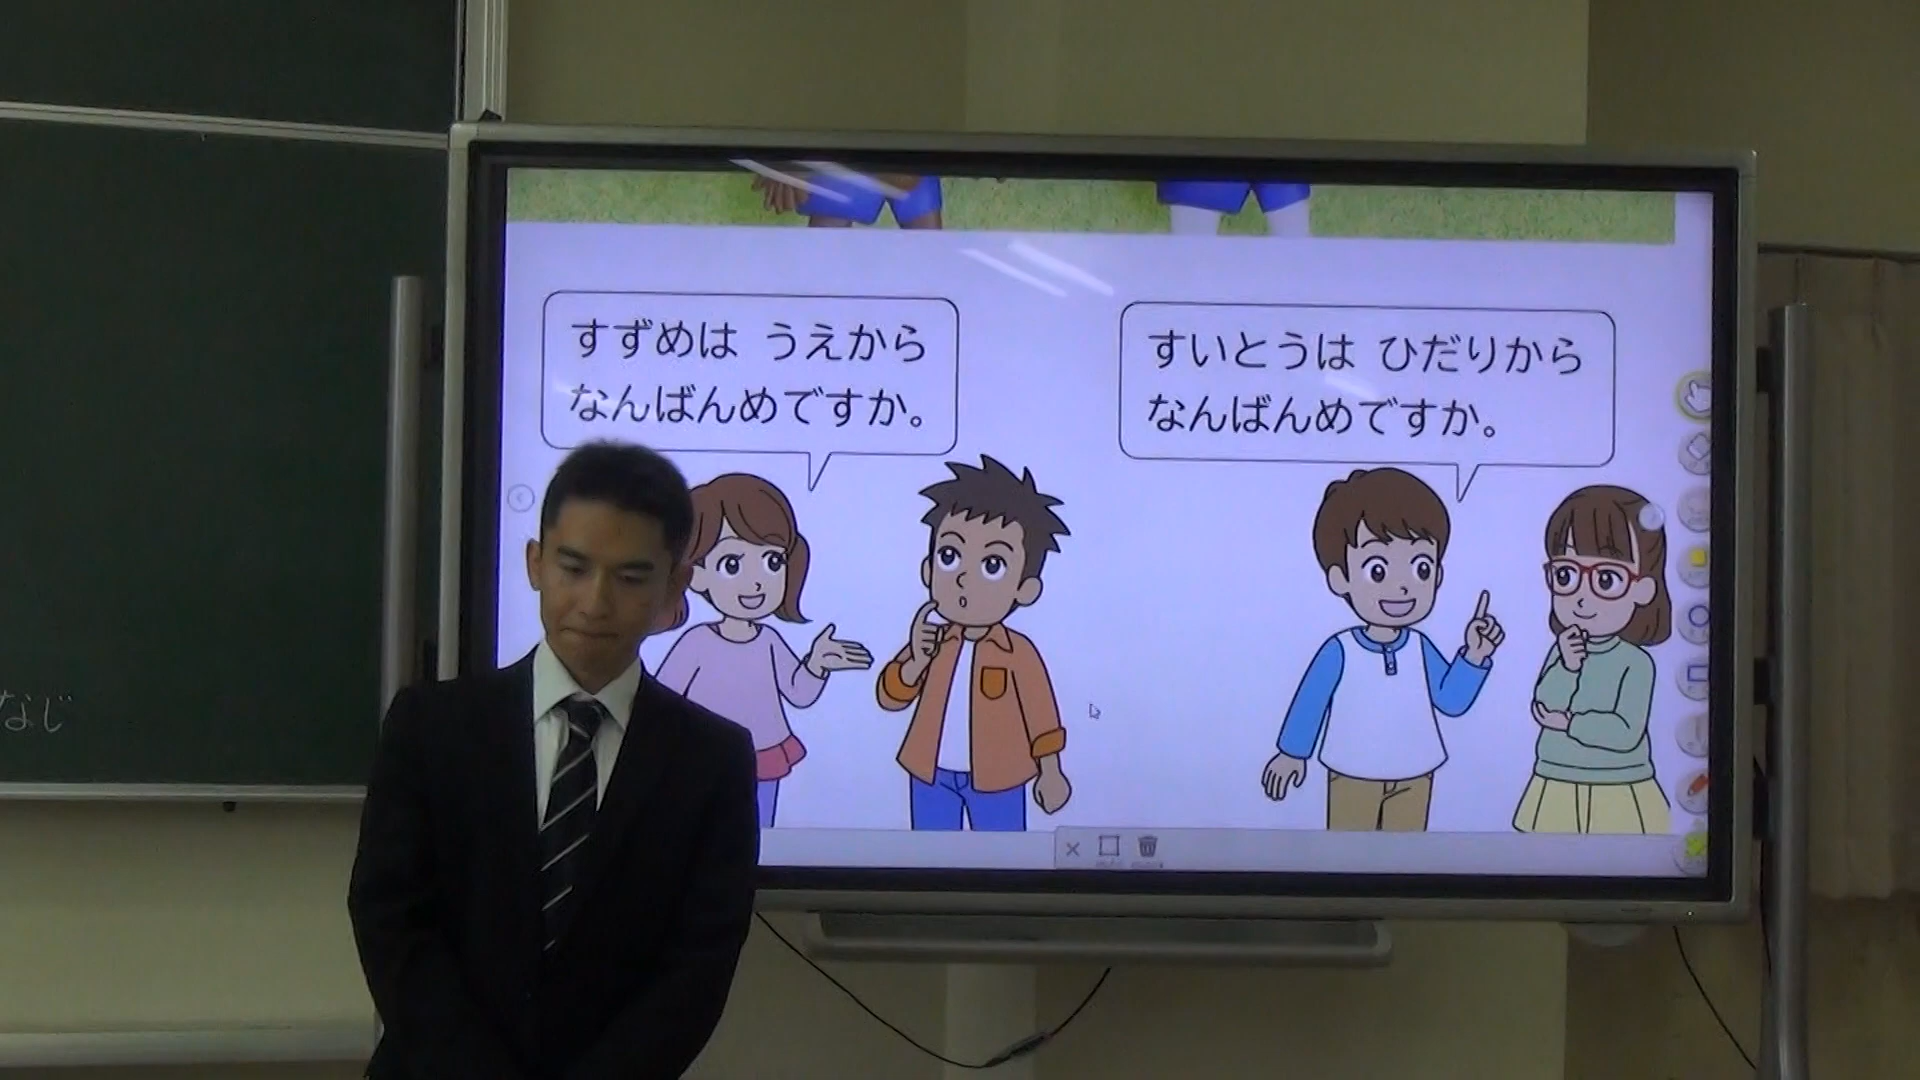 すずめは うえから
なんばんめですか。
すいとうは ひだりから
なんばんめですか。
なじ